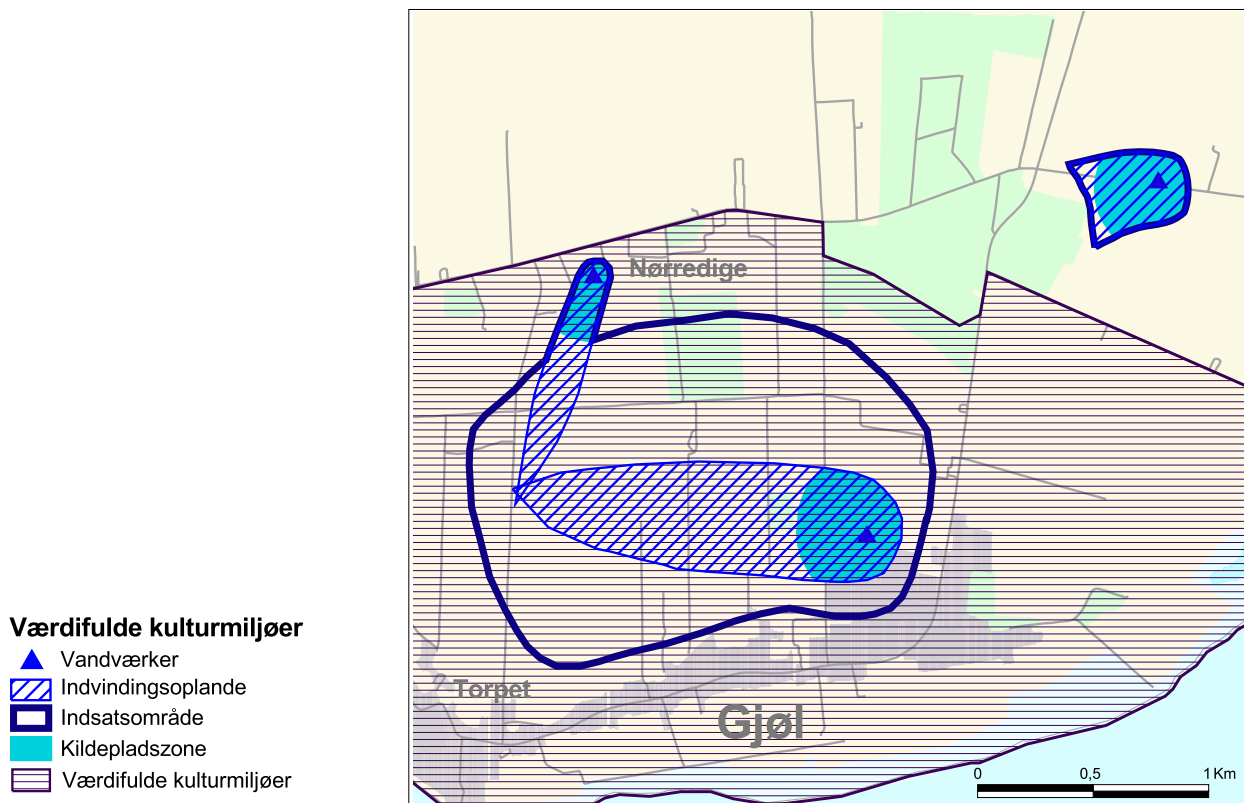 Nørredige
Torpet
Gjøl
0 0,5 1 Km
Værdifulde kulturmiljøer
Vandværker
Indvindingsoplande
Indsatsområde
Kildepladszone
Værdifulde kulturmiljøer